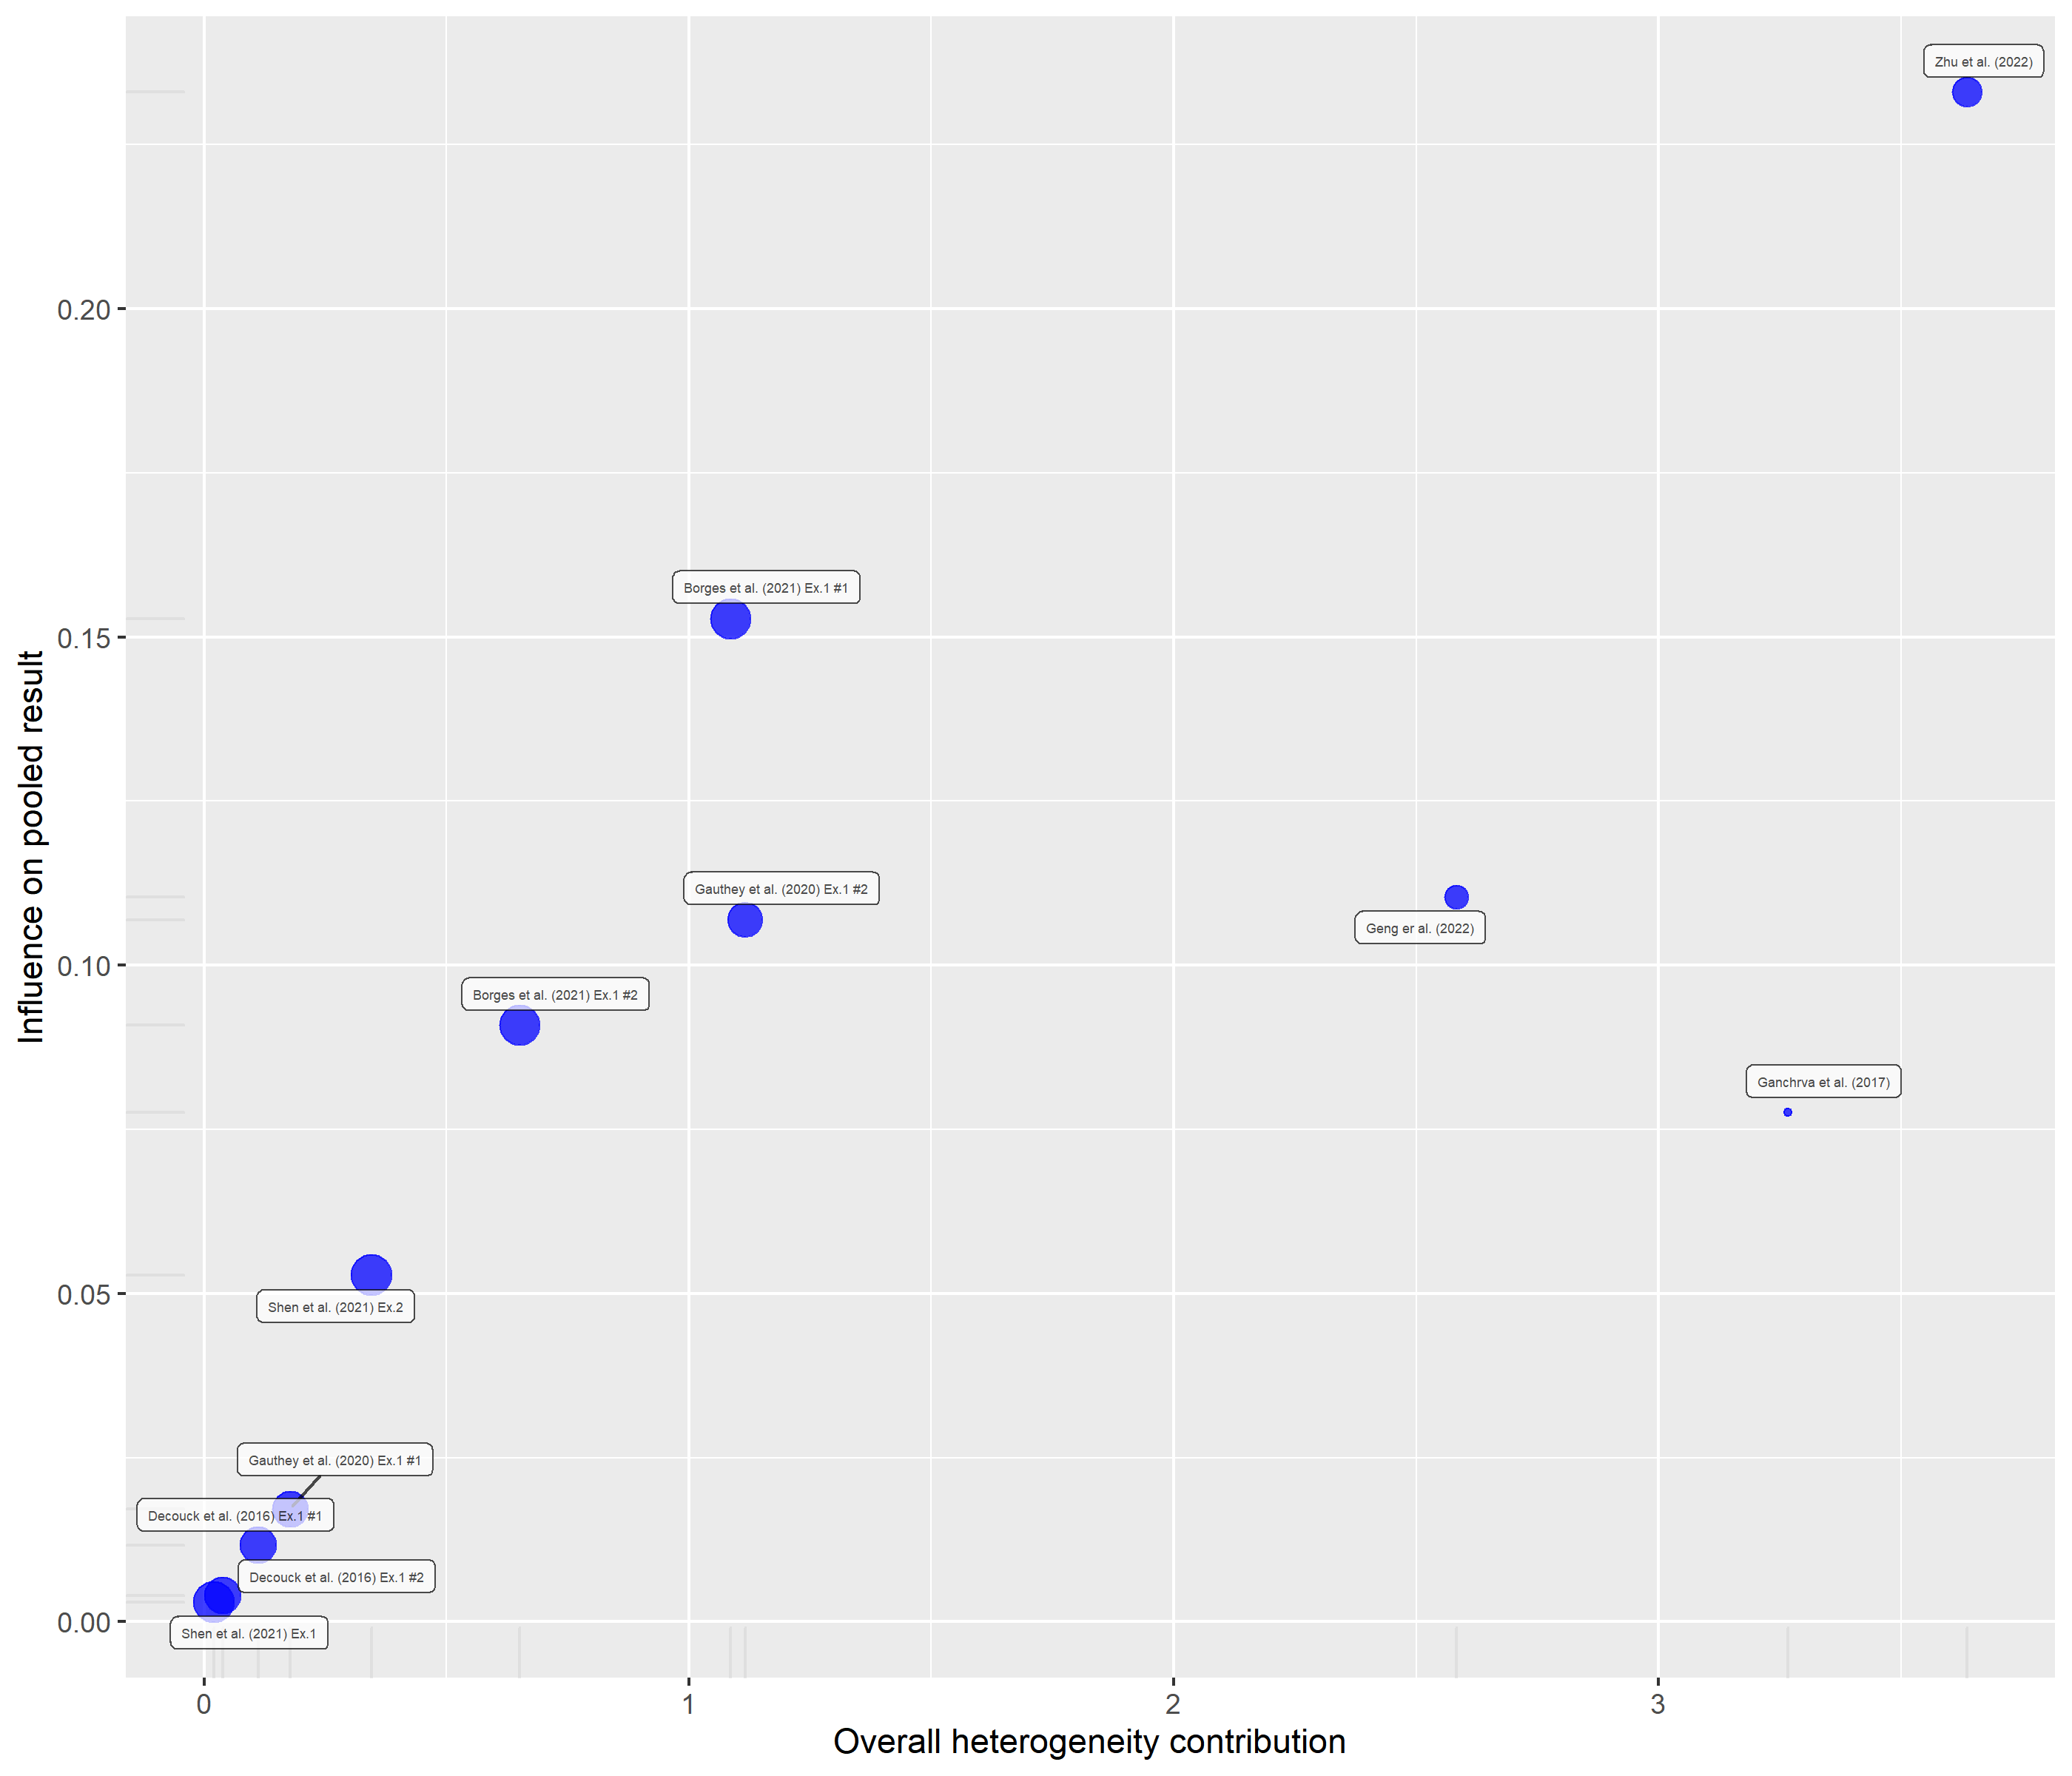 Zhu et al. (2022)
0.20
Borges et al. (2021) Ex.1 #1
0.15
Gauthey et al. (2020) Ex.1 #2
Geng er al. (2022)
0.10
Borges et al. (2021) Ex.1 #2
Ganchrva et al. (2017)
0.05
Shen et al. (2021) Ex.2
Gauthey et al. (2020) Ex.1 #1
Decouck et al. (2016) Ex.1 #1
Decouck et al. (2016) Ex.1 #2
0.00
Shen et al. (2021) Ex.1
Influence on pooled result
0 1 2 3
Overall heterogeneity contribution